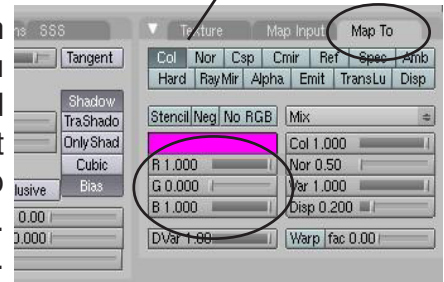 ns SSS
Texture Map Input Map To
Tangent
Col Nor Csp Cmir Ref Spec Amb
Hard RayMir Alpha Emit TransLu Disp
Shadow
TraShado
OnlyShad
Cubic
Bias
lusive
0.00
0.000
Stencil Neg No RGB Mix
Col 1.000
R 1.000 Nor 0.50
G 0.000 Var 1.000
B 1.000 Disp 0.200
DVar 1.00 Warp fac 0.00